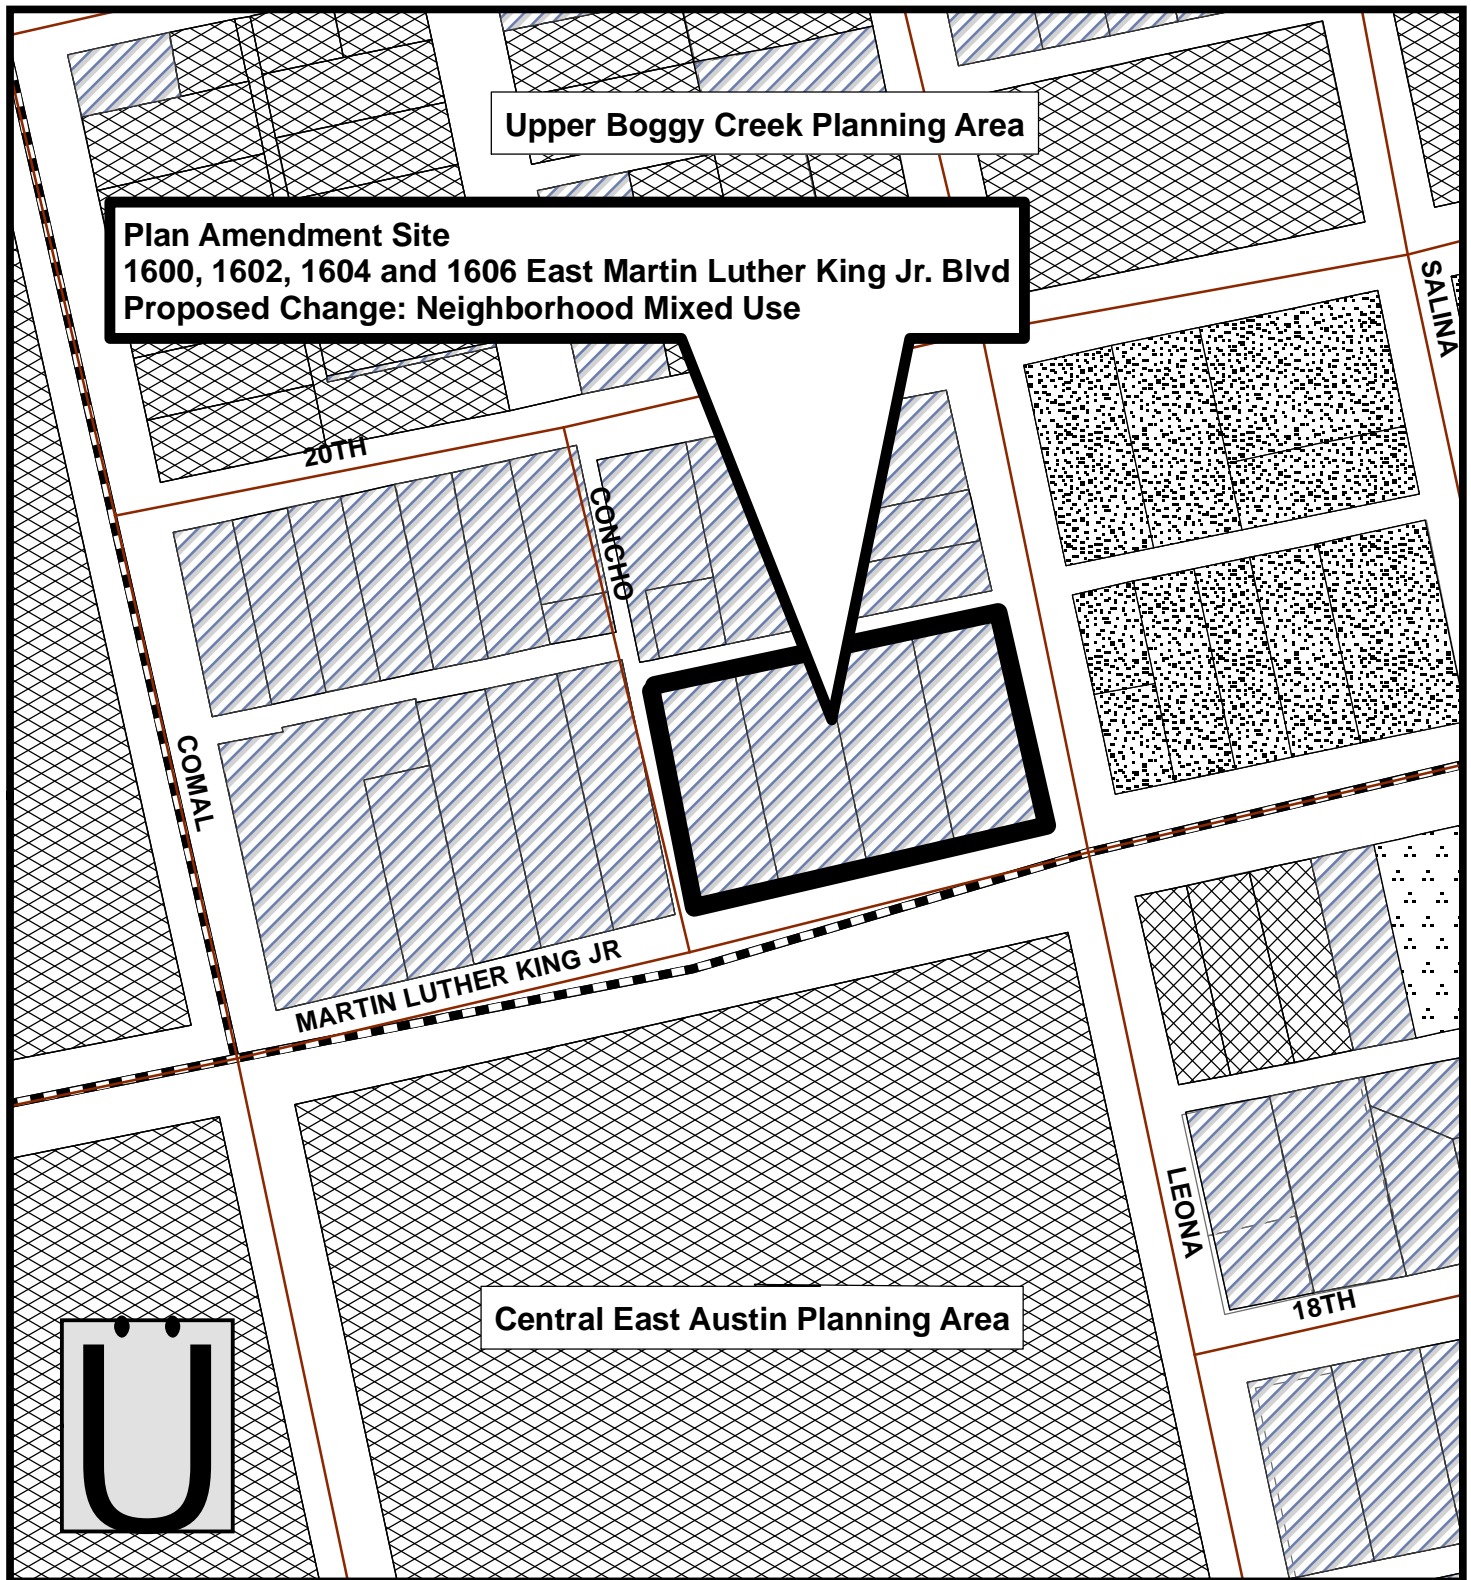 Upper Boggy Creek Planning Area
Plan Amendment Site
1600, 1602, 1604 and 1606 East Martin Luther King Jr. Blvd
Proposed Change: Neighborhood Mixed Use
SALINA
20TH
CONCHO
COMAL
MARTIN LUTHER KING JR
LEONA
18TH
Central East Austin Planning Area
Ü